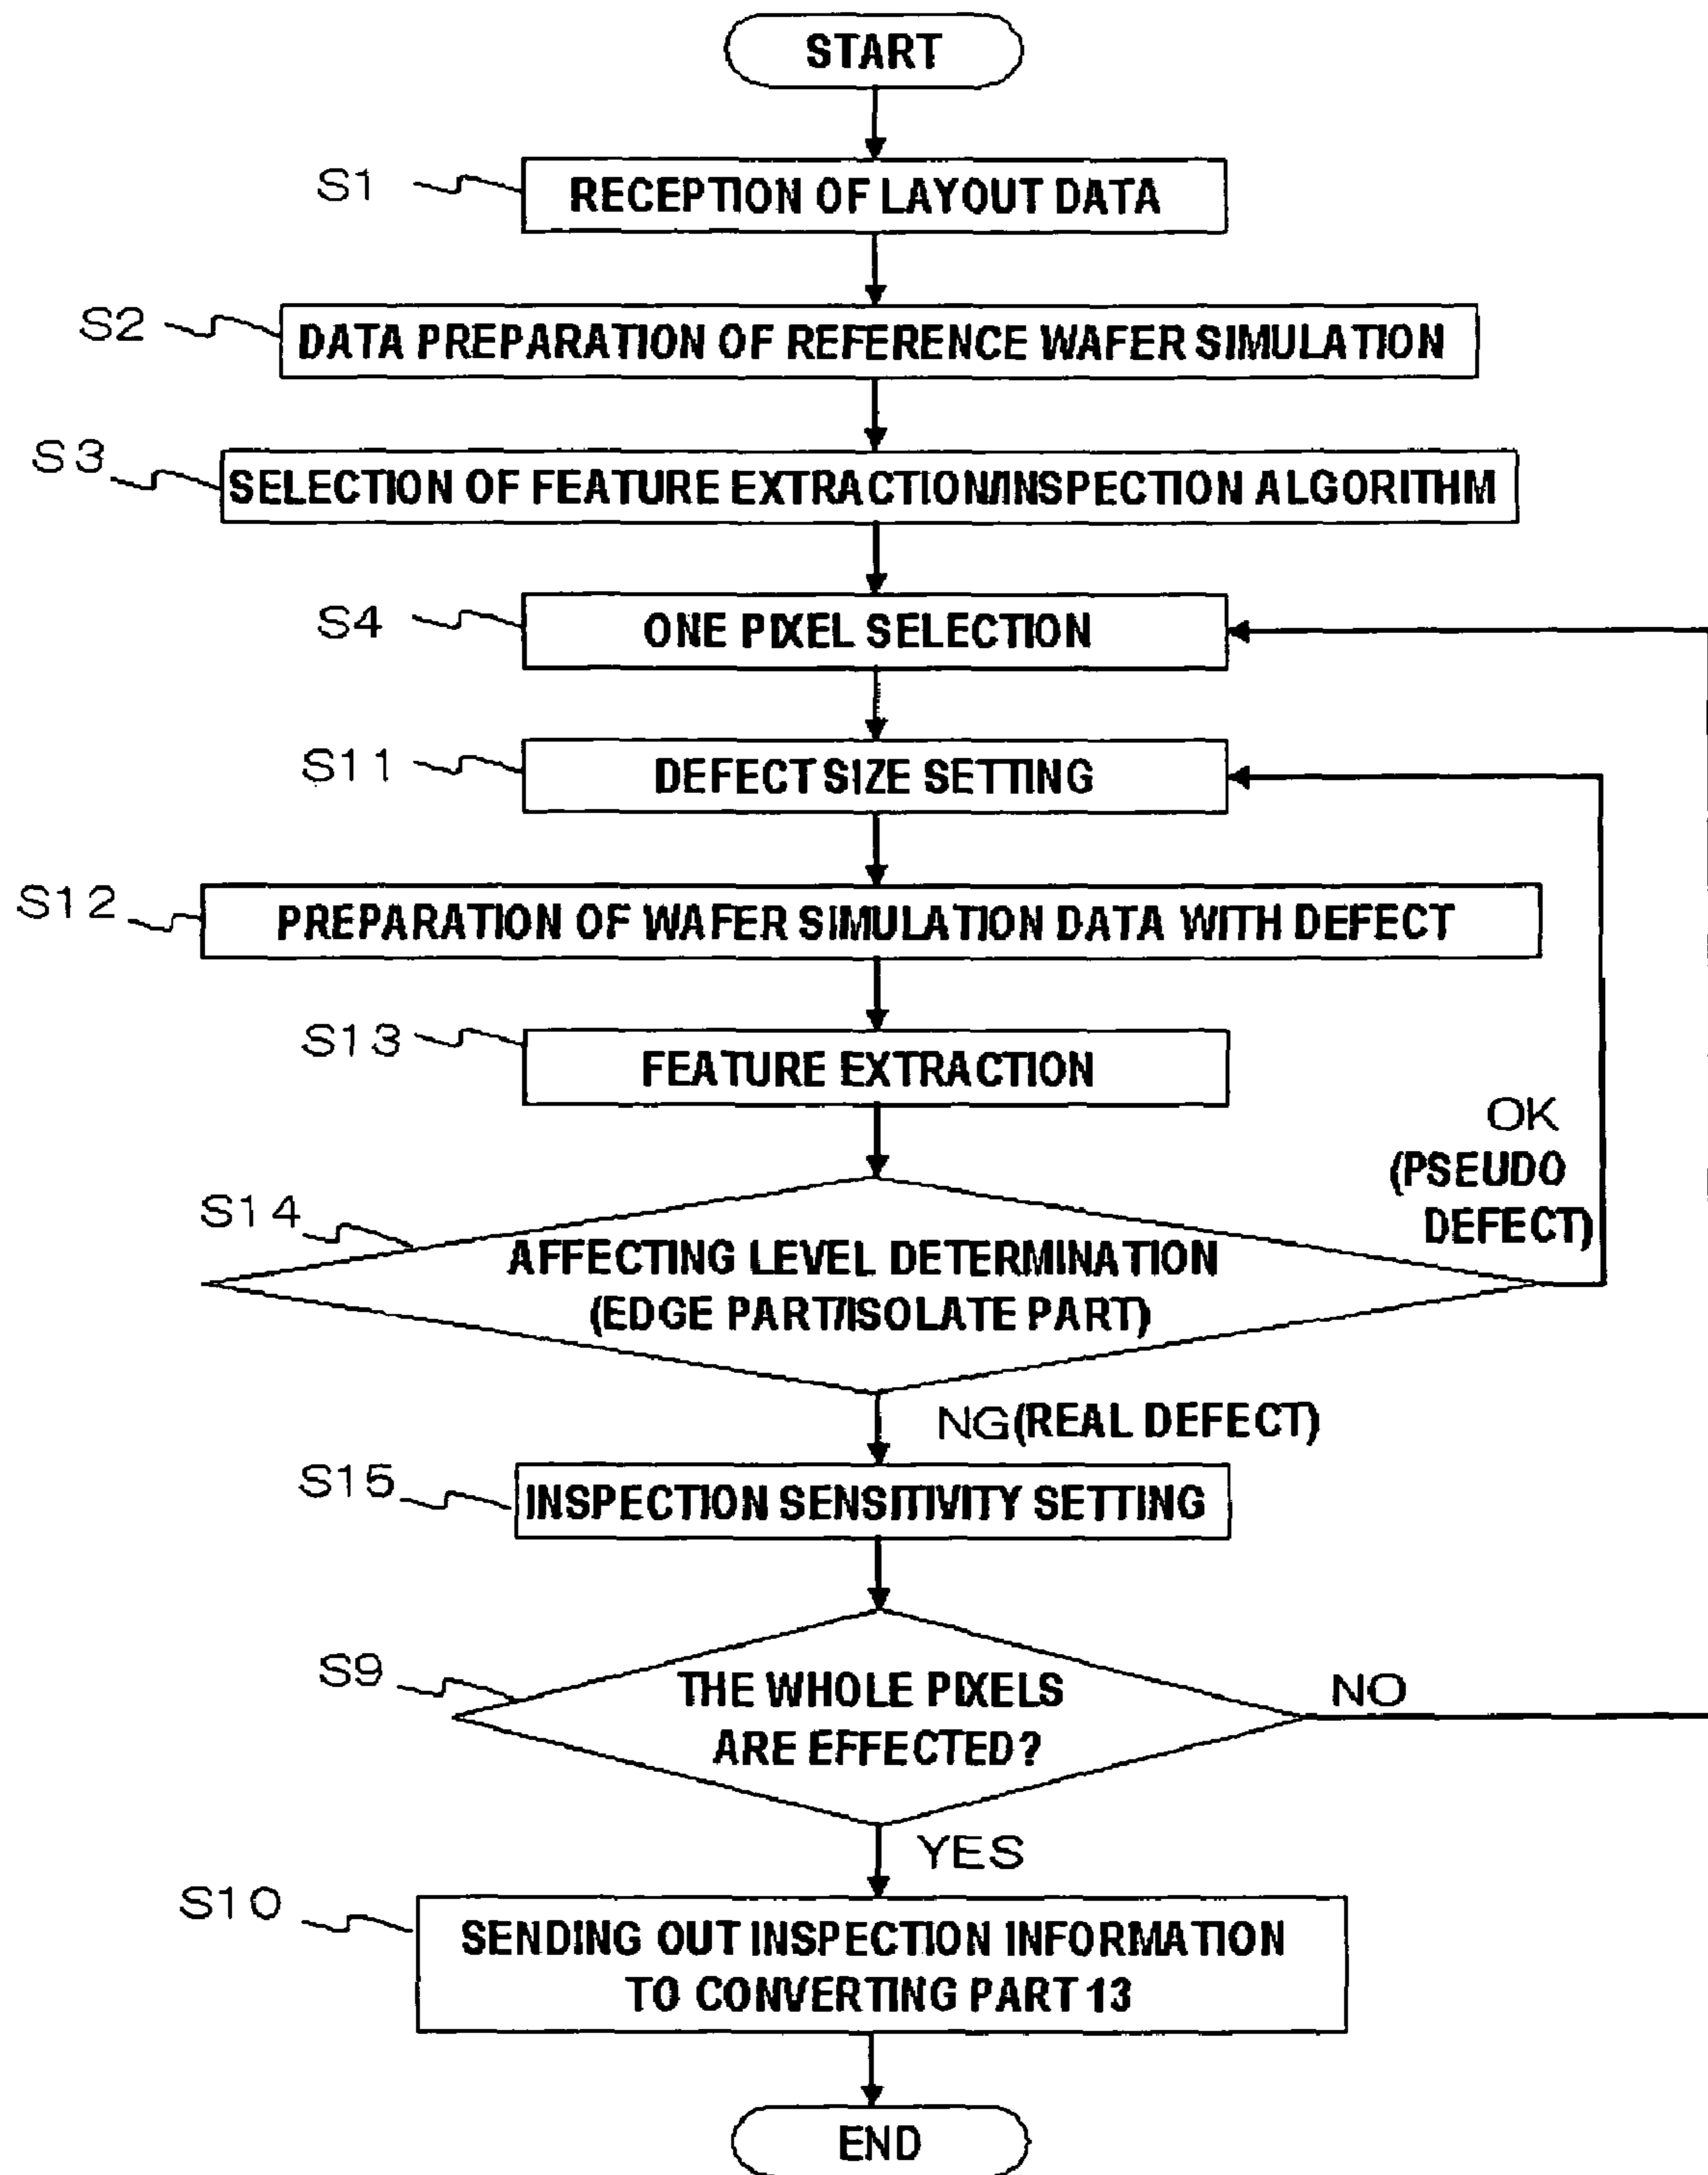 START
S1
RECEPTION OF LAYOUT DATA
S2
DATA PREPARATION OF REFERENCE WAFER SIMULATION
S3
SELECTION OF FEATURE EXTRACTION/INSPECTION ALGORITHM
S4
ONE PIXEL SELECTION
S11
DEFECT SIZE SETTING
S12
PREPARATION OF WAFER SIMULATION DATA WITH DEFECT
S13
FEATURE EXTRACTION
OK
(PSEUDO
DEFECT)
S14
AFFECTING LEVEL DETERMINATION
(EDGE PART/ISOLATE PART)
NG(REAL DEFECT)
S15
INSPECTION SENSITIVITY SETTING
S9
THE WHOLE PIXELS
ARE EFFECTED?
NO
YES
S10
SENDING OUT INSPECTION INFORMATION
TO CONVERTING PART 13
END